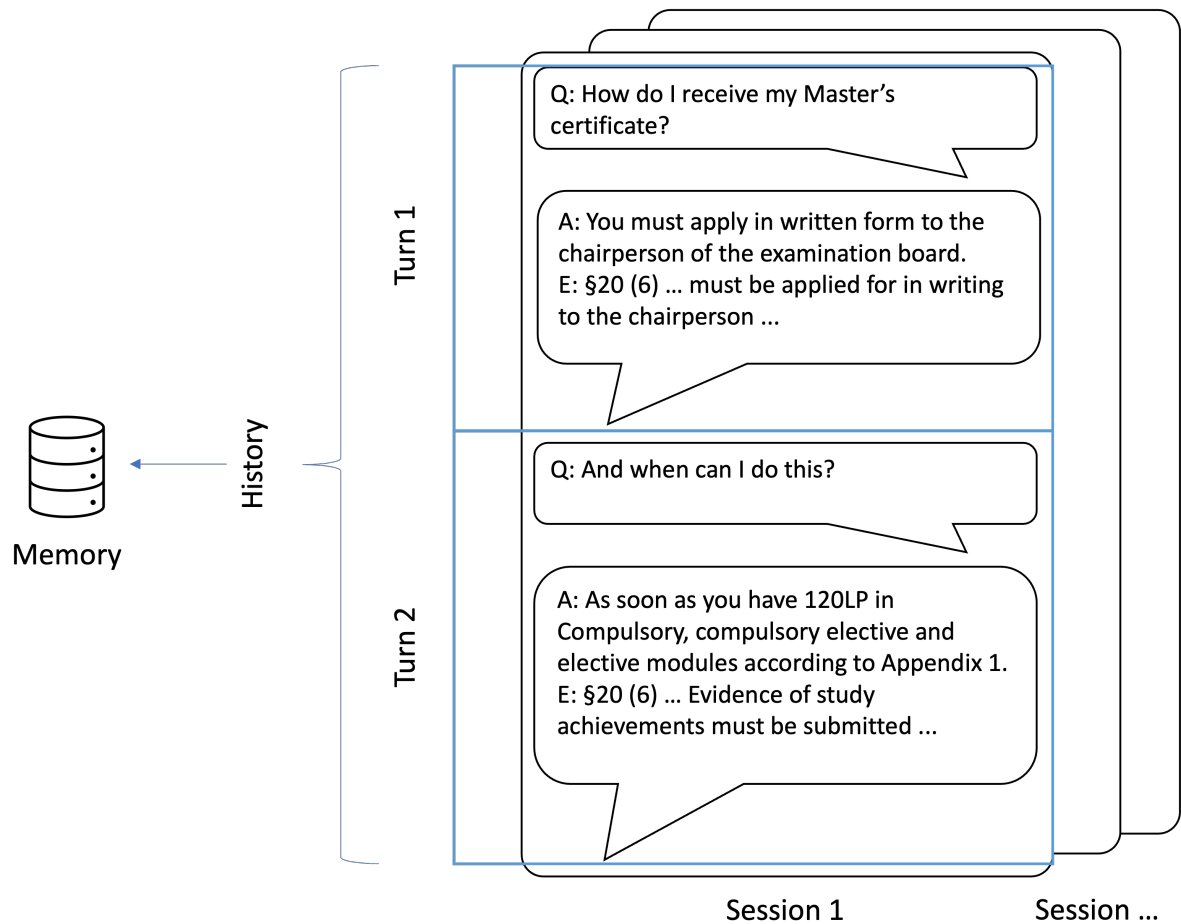 Q: How do I receive my Master’s
certificate?
A: You must apply in written form to the
chairperson of the examination board.
E: §20 (6) … must be applied for in writing
to the chairperson ...
Turn 1
Q: And when can I do this?
A: As soon as you have 120LP in
Compulsory, compulsory elective and
elective modules according to Appendix 1.
E: §20 (6) … Evidence of study
achievements must be submitted ...
Turn 2
History
Memory
Session 1
Session …